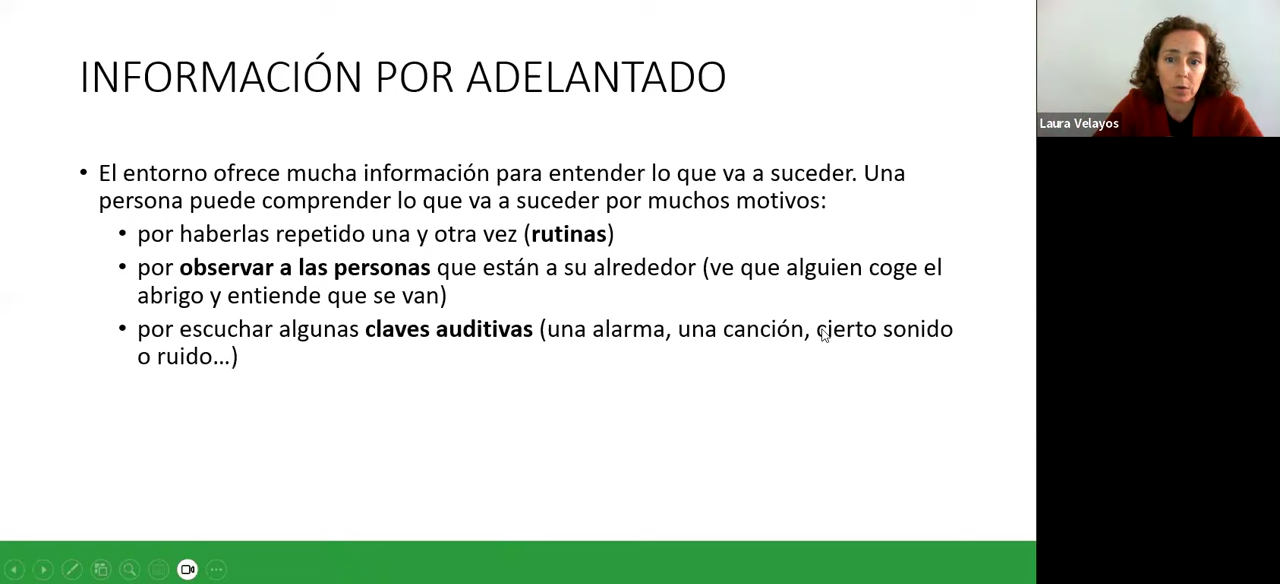 INFORMACIÓN POR ADELANTADO
• El entorno ofrece mucha información para entender lo que va a suceder. Una
persona puede comprender lo que va a suceder por muchos motivos:
• por haberlas repetido una y otra vez (rutinas)
• por observar a las personas que están a su alrededor (ve que alguien coge el
abrigo y entiende que se van)
• por escuchar algunas claves auditivas (una alarma, una canción, cierto sonido
o ruido...)
Laura Velayos